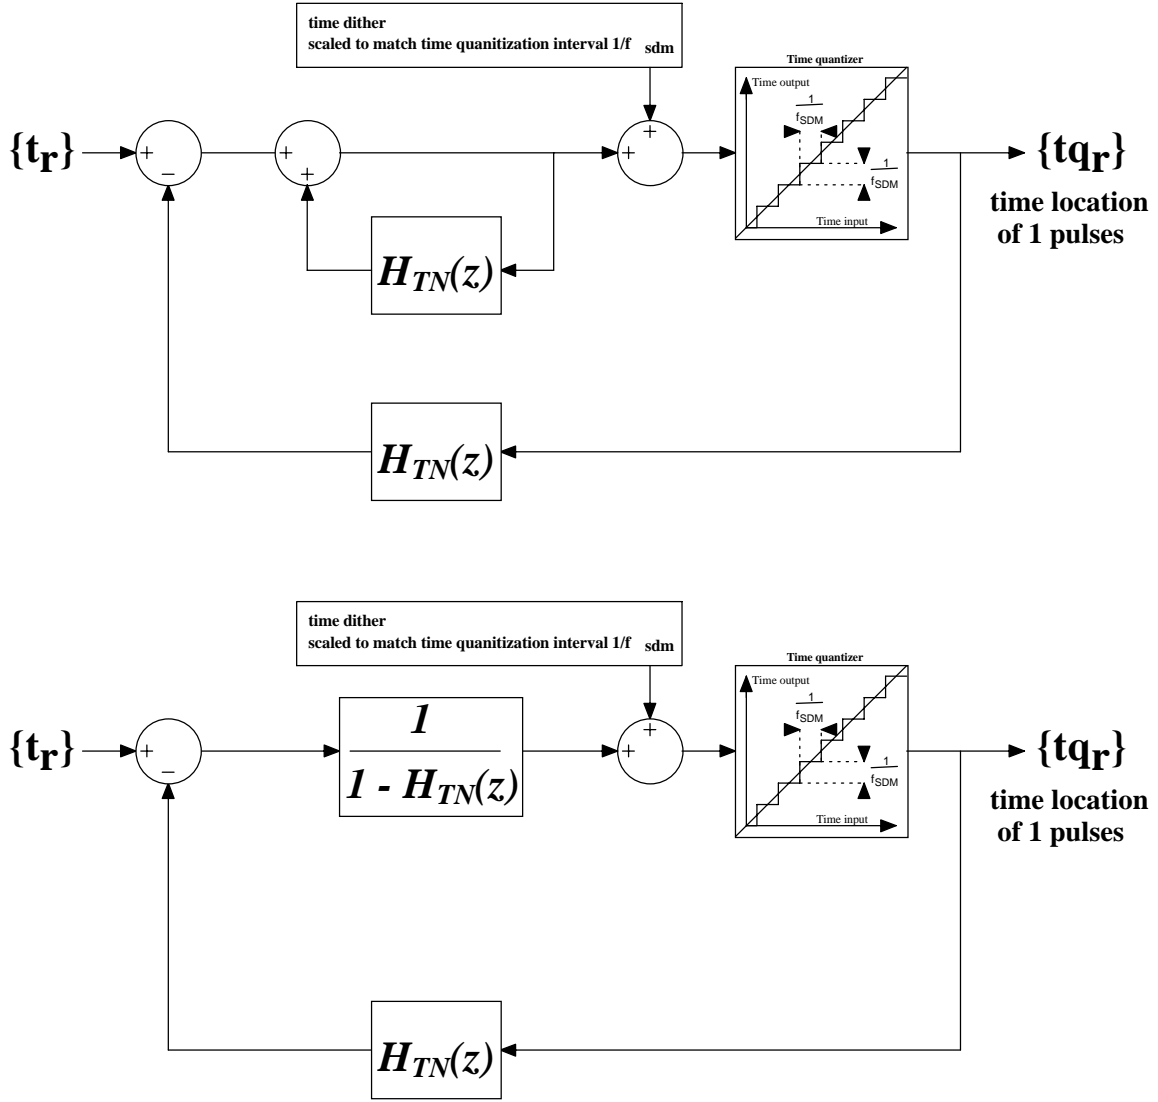 time dither
scaled to match time quanitization interval 1/f sdm
Time quantizer
Time output
1
fSDM
1
fSDM
Time input
{tr}
+
−
+
+
+
+
{tqr}
time location
of 1 pulses
HTN(z)
HTN(z)
time dither
scaled to match time quanitization interval 1/f sdm
Time quantizer
Time output
1
fSDM
1
fSDM
Time input
{tr}
+
−
1
1 - HTN(z)
+
+
{tqr}
time location
of 1 pulses
HTN(z)